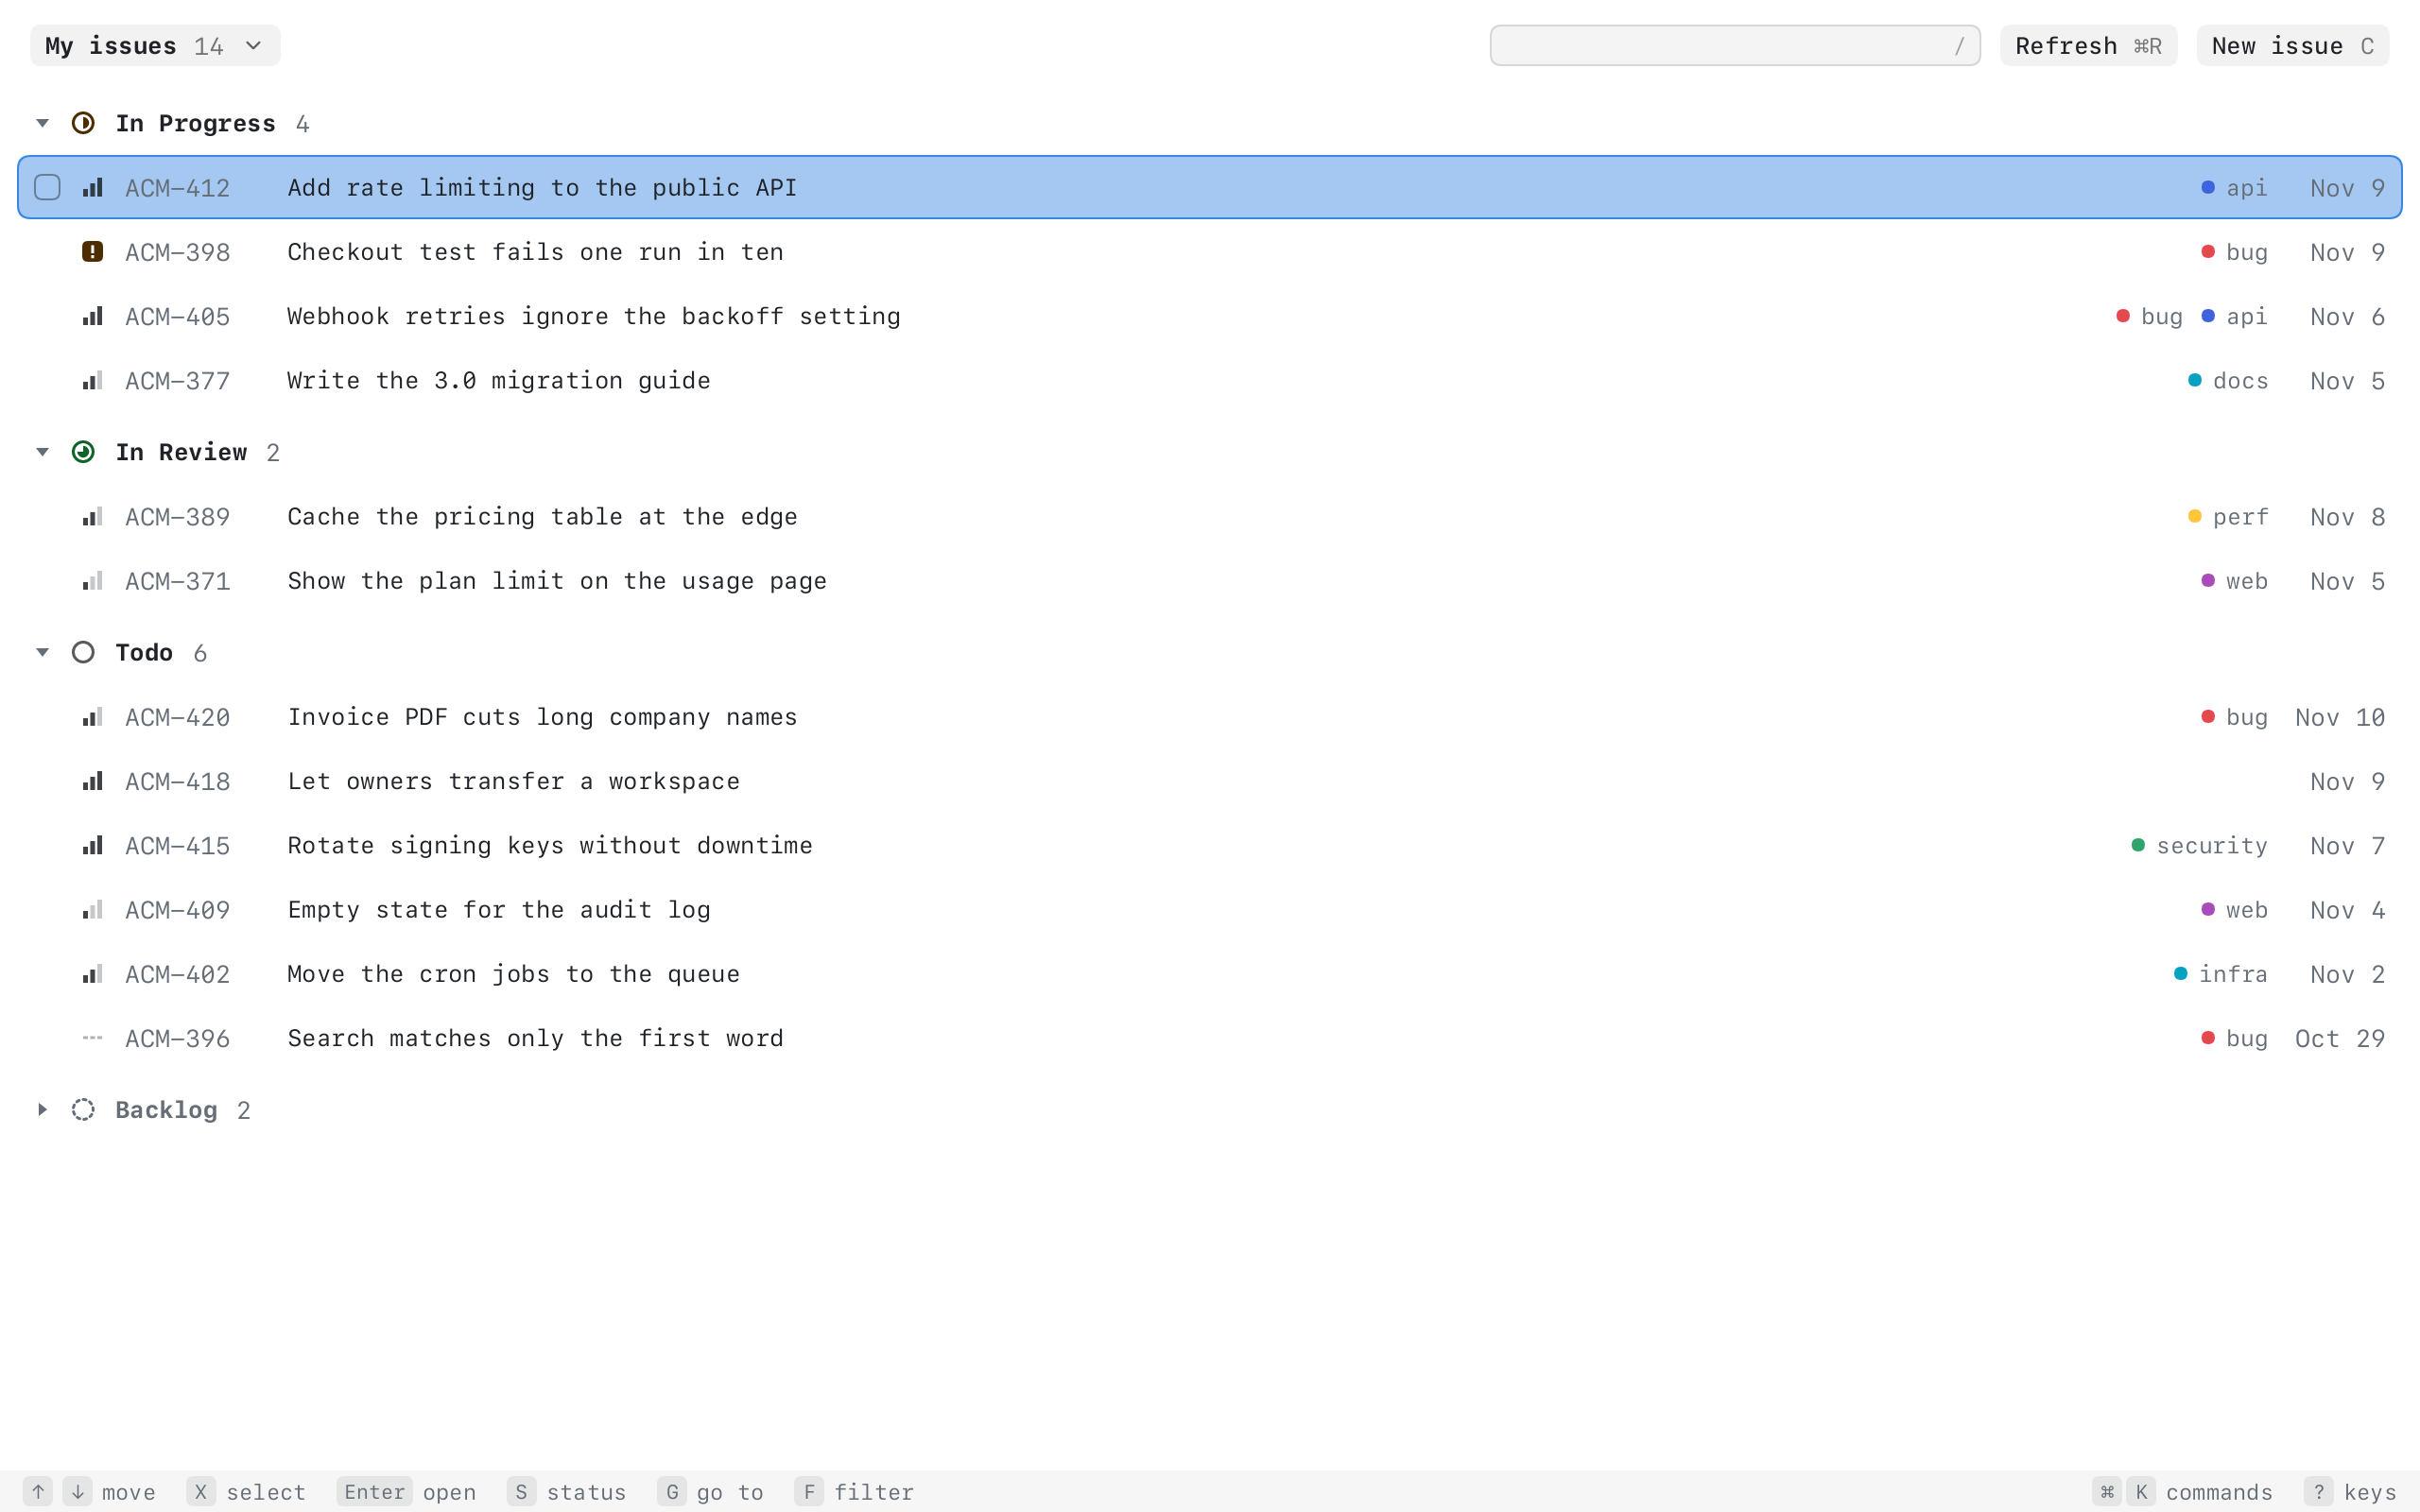 My issues 14 / Refresh ⌘R New issue C
In Progress 4
ACM-412 Add rate limiting to the public API api Nov 9
ACM-398 Checkout test fails one run in ten bug Nov 9
ACM-405 Webhook retries ignore the backoff setting bug api Nov 6
ACM-377 Write the 3.0 migration guide docs Nov 5
In Review 2
ACM-389 Cache the pricing table at the edge perf Nov 8
ACM-371 Show the plan limit on the usage page web Nov 5
Todo 6
ACM-420 Invoice PDF cuts long company names bug Nov 10
ACM-418 Let owners transfer a workspace Nov 9
ACM-415 Rotate signing keys without downtime security Nov 7
ACM-409 Empty state for the audit log web Nov 4
ACM-402 Move the cron jobs to the queue infra Nov 2
ACM-396 Search matches only the first word bug Oct 29
Backlog 2
↑ ↓ move X select Enter open S status G go to F filter ⌘ K commands ? keys